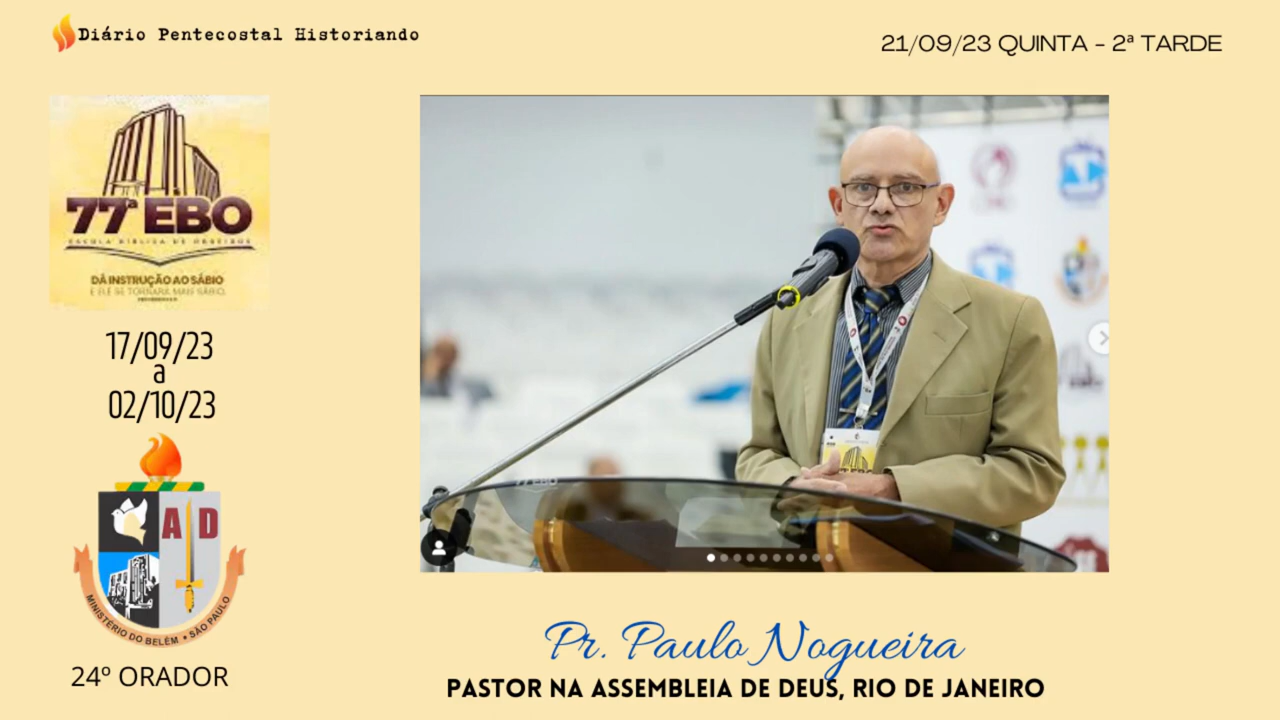 Diário Pentecostal Historiando
21/09/23 QUINTA - 2ª TARDE
77ª EBO
ESCOLA BÍBLICA DE OBREIROS
DÁ INSTRUÇÃO AO SÁBIO
E ELE SE TORNARÁ MAIS SÁBIO.
17/09/23
a
02/10/23
AD
MINISTÉRIO DO BELÉM • SÃO PAULO
24º ORADOR
77 EBO
Pr. Paulo Nogueira
PASTOR NA ASSEMBLEIA DE DEUS, RIO DE JANEIRO